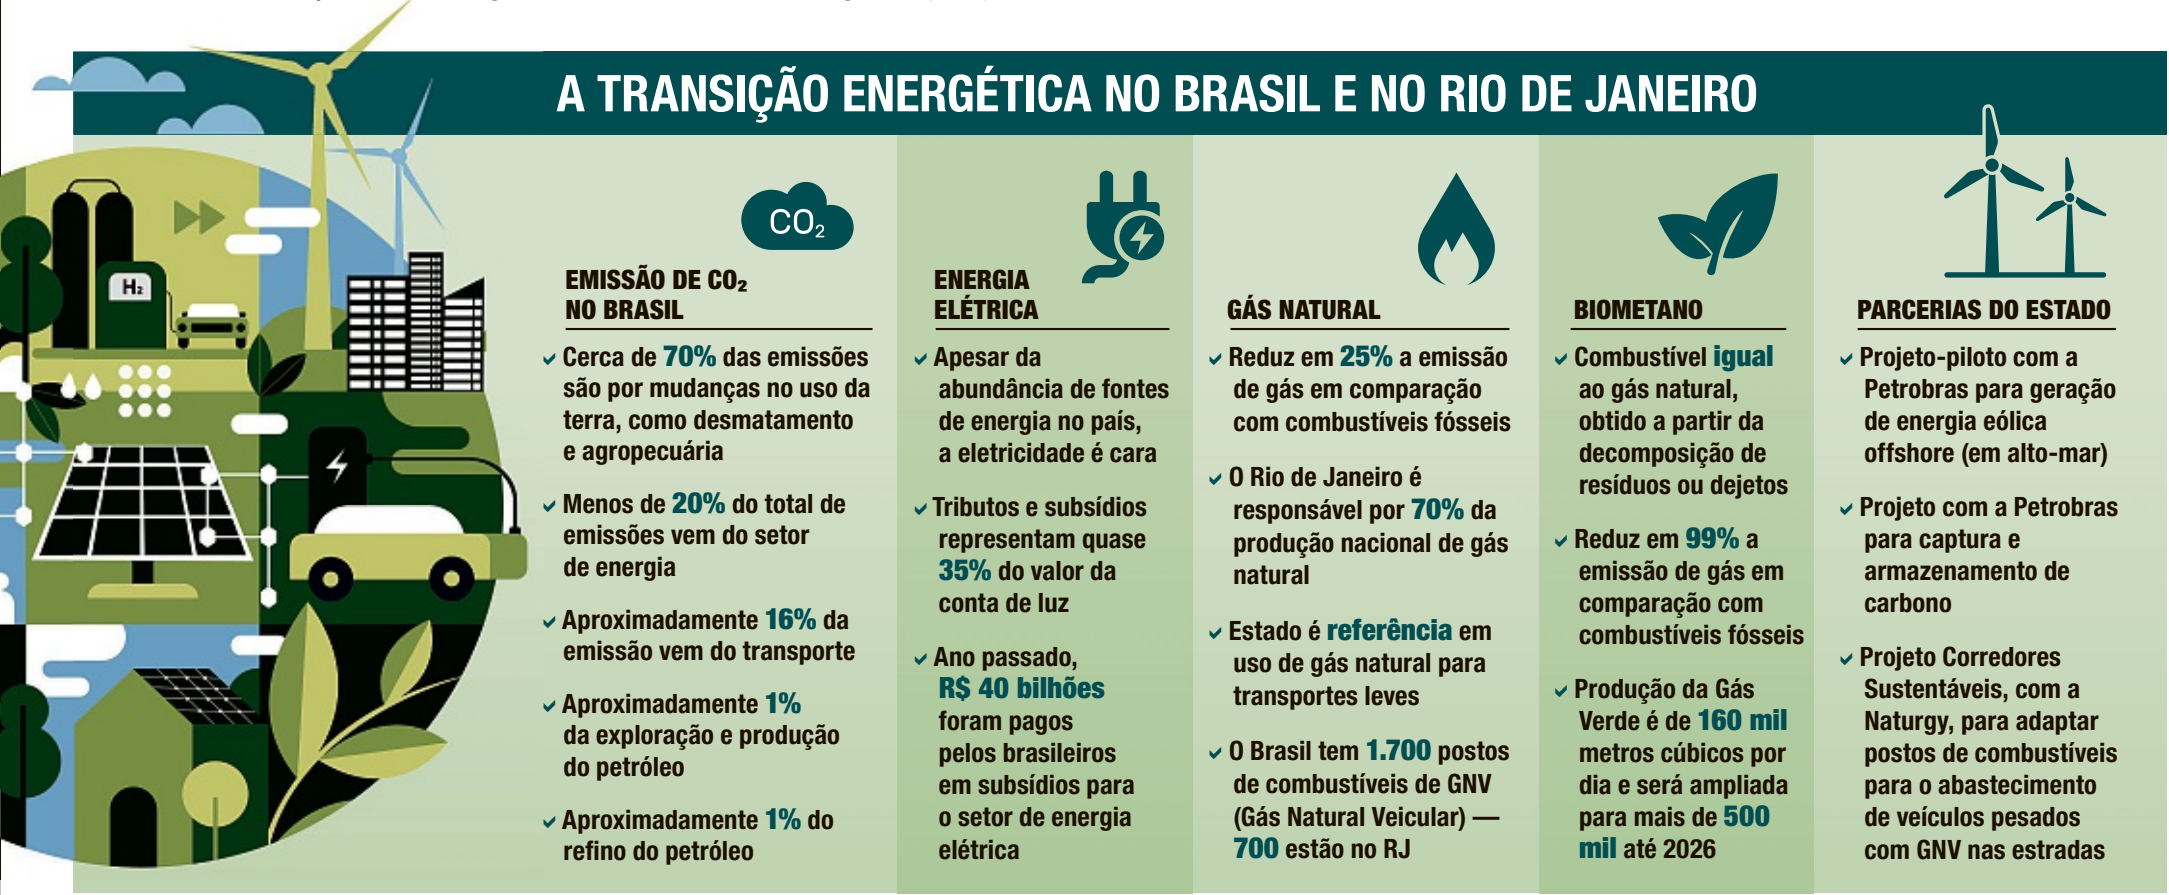 A TRANSIÇÃO ENERGÉTICA NO BRASIL E NO RIO DE JANEIRO
H₂
CO₂
EMISSÃO DE CO₂
NO BRASIL
Cerca de 70% das emissões
são por mudanças no uso da
terra, como desmatamento
e agropecuária
Menos de 20% do total de
emissões vem do setor
de energia
Aproximadamente 16% da
emissão vem do transporte
Aproximadamente 1%
da exploração e produção
do petróleo
Aproximadamente 1% do
refino do petróleo
ENERGIA
ELÉTRICA
Apesar da
abundância de fontes
de energia no país,
a eletricidade é cara
Tributos e subsídios
representam quase
35% do valor da
conta de luz
Ano passado,
R$ 40 bilhões
foram pagos
pelos brasileiros
em subsídios para
o setor de energia
elétrica
GÁS NATURAL
Reduz em 25% a emissão
de gás em comparação
com combustíveis fósseis
O Rio de Janeiro é
responsável por 70% da
produção nacional de gás
natural
Estado é referência em
uso de gás natural para
transportes leves
O Brasil tem 1.700 postos
de combustíveis de GNV
(Gás Natural Veicular) —
700 estão no RJ
BIOMETANO
Combustível igual
ao gás natural,
obtido a partir da
decomposição de
resíduos ou dejetos
Reduz em 99% a
emissão de gás em
comparação com
combustíveis fósseis
Produção da Gás
Verde é de 160 mil
metros cúbicos por
dia e será ampliada
para mais de 500
mil até 2026
PARCERIAS DO ESTADO
Projeto-piloto com a
Petrobras para geração
de energia eólica
offshore (em alto-mar)
Projeto com a Petrobras
para captura e
armazenamento de
carbono
Projeto Corredores
Sustentáveis, com a
Naturgy, para adaptar
postos de combustíveis
para o abastecimento
de veículos pesados
com GNV nas estradas